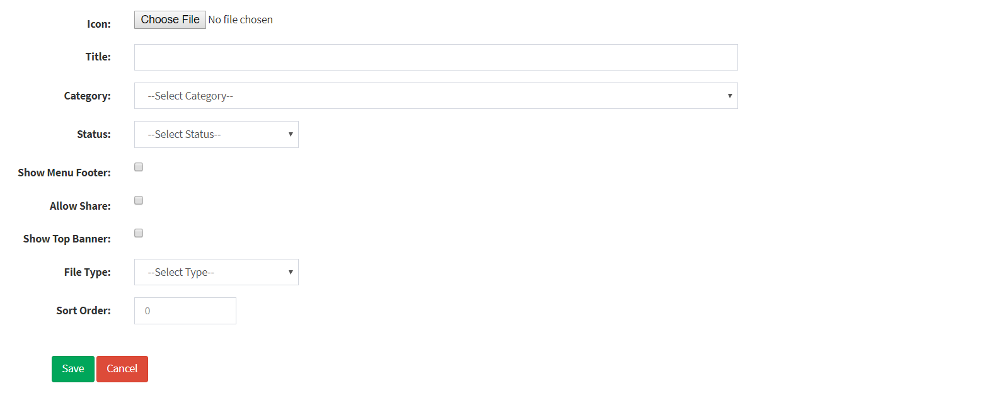 Icon: Choose File No file chosen
Title:
Category: --Select Category--
Status: --Select Status--
Show Menu Footer:
Allow Share:
Show Top Banner:
File Type: --Select Type--
Sort Order: 0
Save Cancel